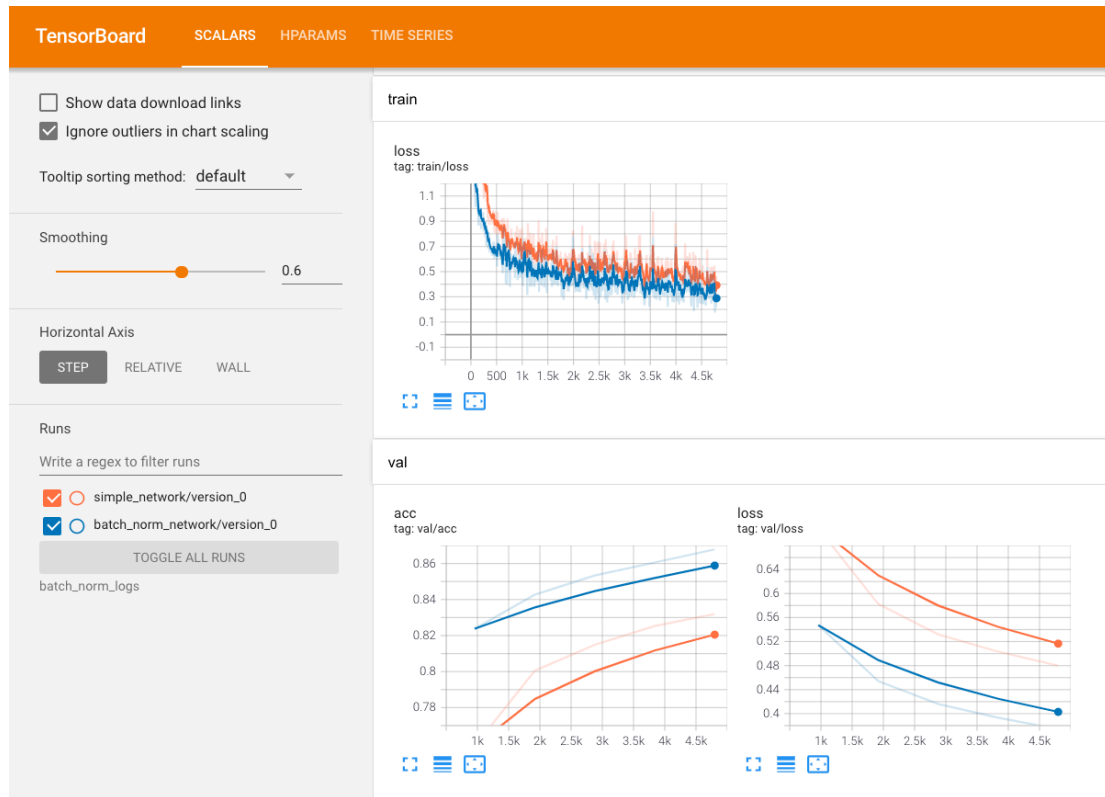 TensorBoard SCALARS HPARAMS TIME SERIES
Show data download links
Ignore outliers in chart scaling
Tooltip sorting method: default
Smoothing
0.6
Horizontal Axis
STEP RELATIVE WALL
Runs
Write a regex to filter runs
simple_network/version_0
batch_norm_network/version_0
TOGGLE ALL RUNS
batch_norm_logs
train
loss
tag: train/loss
1.1
0.9
0.7
0.5
0.3
0.1
-0.1
0 500 1k 1.5k 2k 2.5k 3k 3.5k 4k 4.5k
val
acc
tag: val/acc
0.86
0.84
0.82
0.8
0.78
1k 1.5k 2k 2.5k 3k 3.5k 4k 4.5k
loss
tag: val/loss
0.64
0.6
0.56
0.52
0.48
0.44
0.4
1k 1.5k 2k 2.5k 3k 3.5k 4k 4.5k